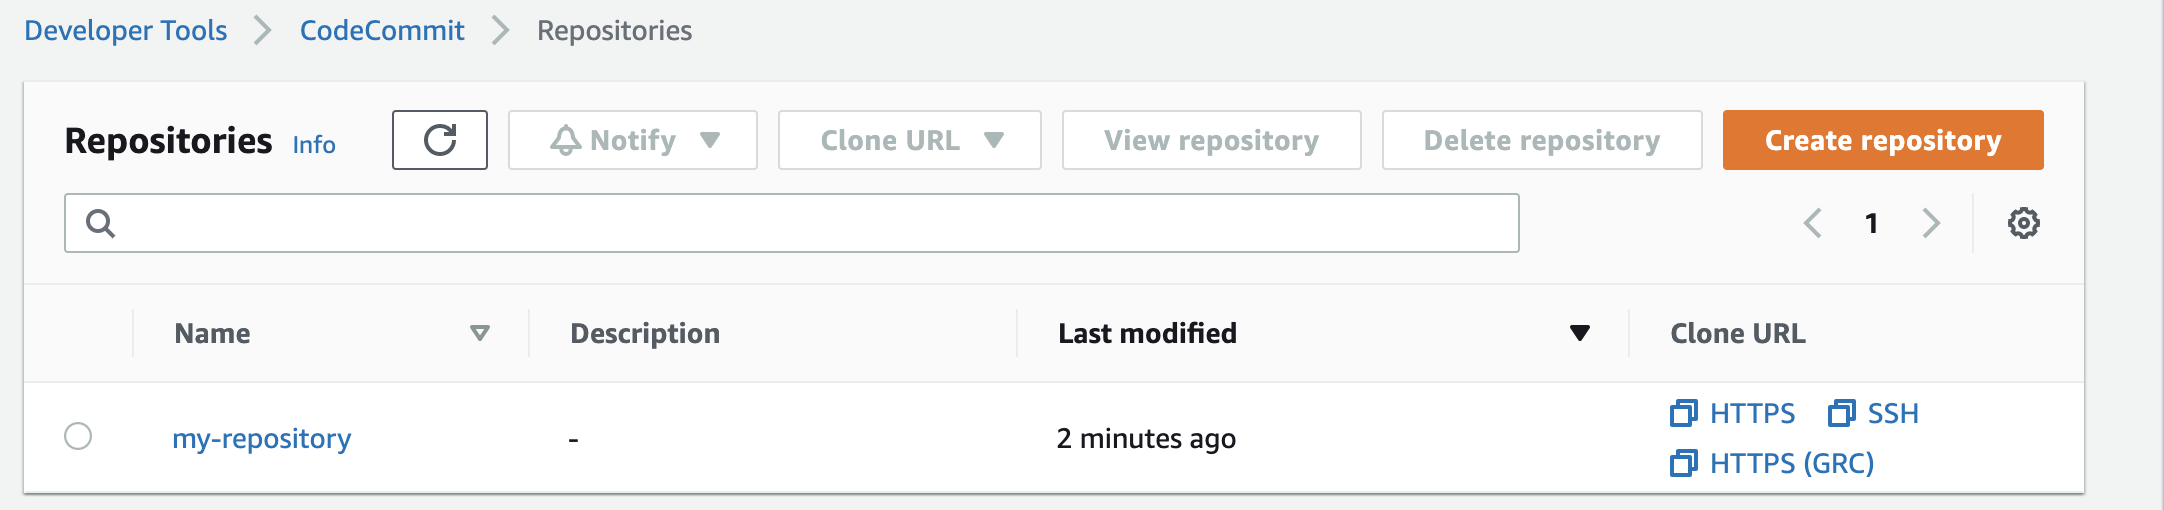 Developer Tools CodeCommit Repositories
Repositories Info Notify Clone URL View repository Delete repository Create repository
1
Name Description Last modified Clone URL
my-repository - 2 minutes ago HTTPS SSH
HTTPS (GRC)